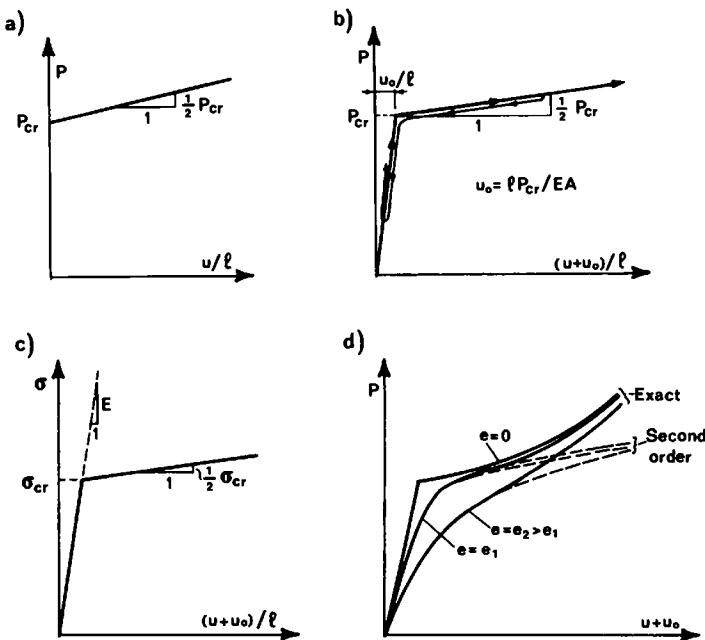 a)
P
P_cr
1
1/2 P_cr
u/ℓ
b)
P
u_o/ℓ
P_cr
1
1/2 P_cr
u_o = ℓP_cr/EA
(u+u_o)/ℓ
c)
σ
E
1
σ_cr
1
1/2 σ_cr
(u+u_o)/ℓ
d)
P
Exact
e=0
Second
order
e=e_1
e=e_2>e_1
u+u_o